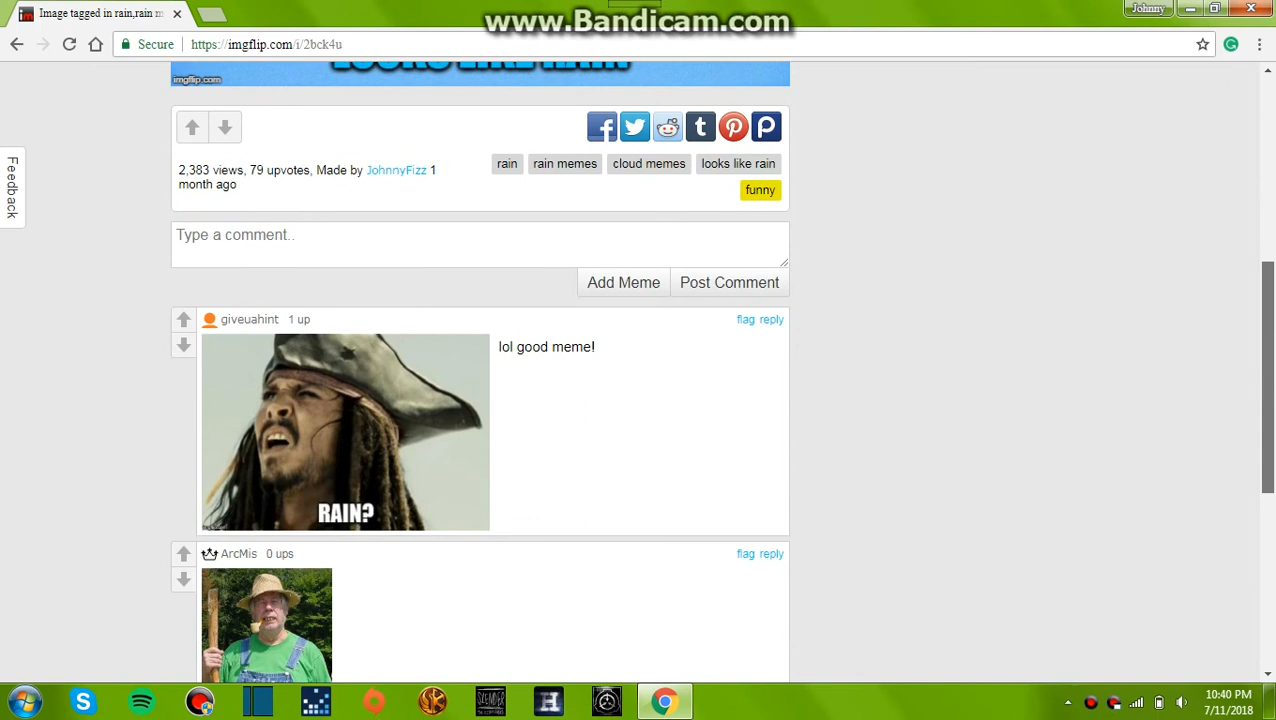 www.Bandicam.com
Image tagged in rain,rain m
Johnny
Secure https://imgflip.com/i/2bck4u
LOOKS LIKE RAIN
imgflip.com
2,383 views, 79 upvotes, Made by JohnnyFizz 1
month ago
rain rain memes cloud memes looks like rain
funny
Feedback
Type a comment..
Add Meme Post Comment
giveuahint 1 up flag reply
lol good meme!
RAIN?
ArcMis 0 ups flag reply
10:40 PM
7/11/2018